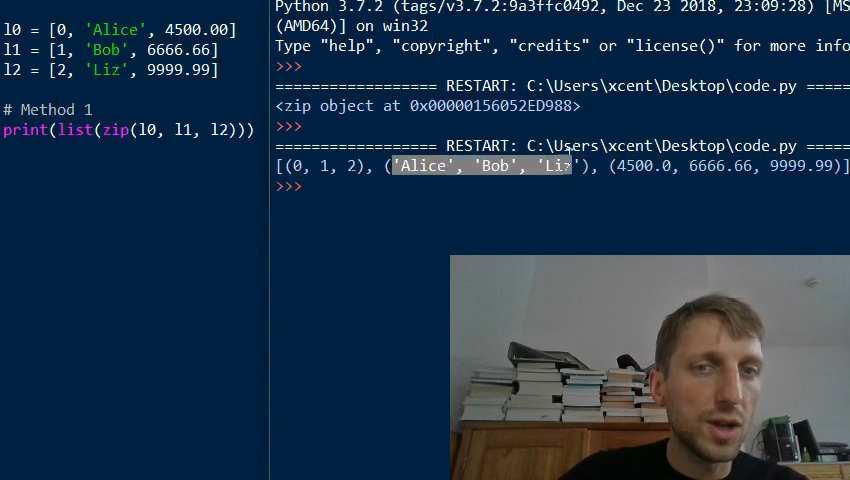 l0 = [0, 'Alice', 4500.00]
l1 = [1, 'Bob', 6666.66]
l2 = [2, 'Liz', 9999.99]
# Method 1
print(list(zip(l0, l1, l2)))
Python 3.7.2 (tags/v3.7.2:9a3ffc0492, Dec 23 2018, 23:09:28) [MS
(AMD64)] on win32
Type "help", "copyright", "credits" or "license()" for more info
>>>
================= RESTART: C:\Users\xcent\Desktop\code.py =====
<zip object at 0x00000156052ED988>
>>>
================= RESTART: C:\Users\xcent\Desktop\code.py =====
[(0, 1, 2), ('Alice', 'Bob', 'Liz'), (4500.0, 6666.66, 9999.99)]
>>>